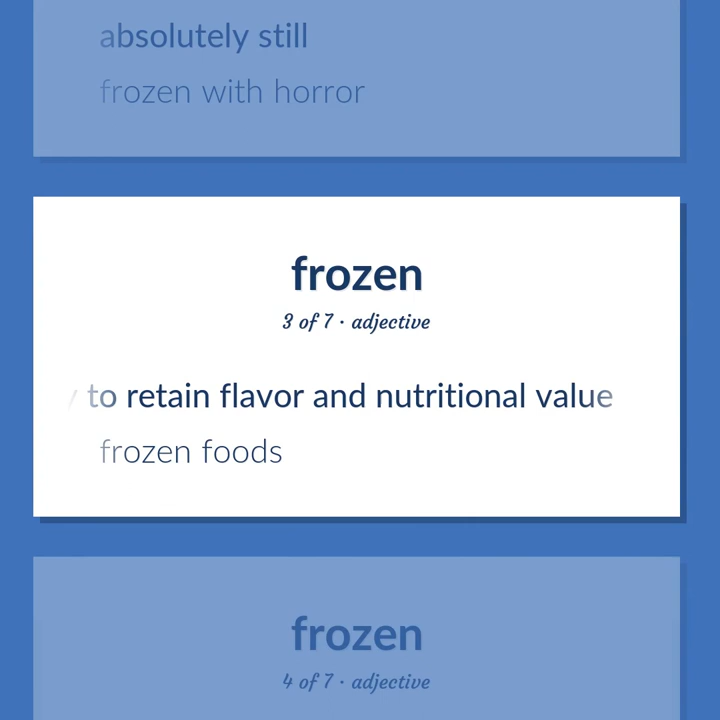 absolutely still
frozen with horror
frozen
3 of 7 · adjective
to retain flavor and nutritional value
frozen foods
frozen
4 of 7 · adjective